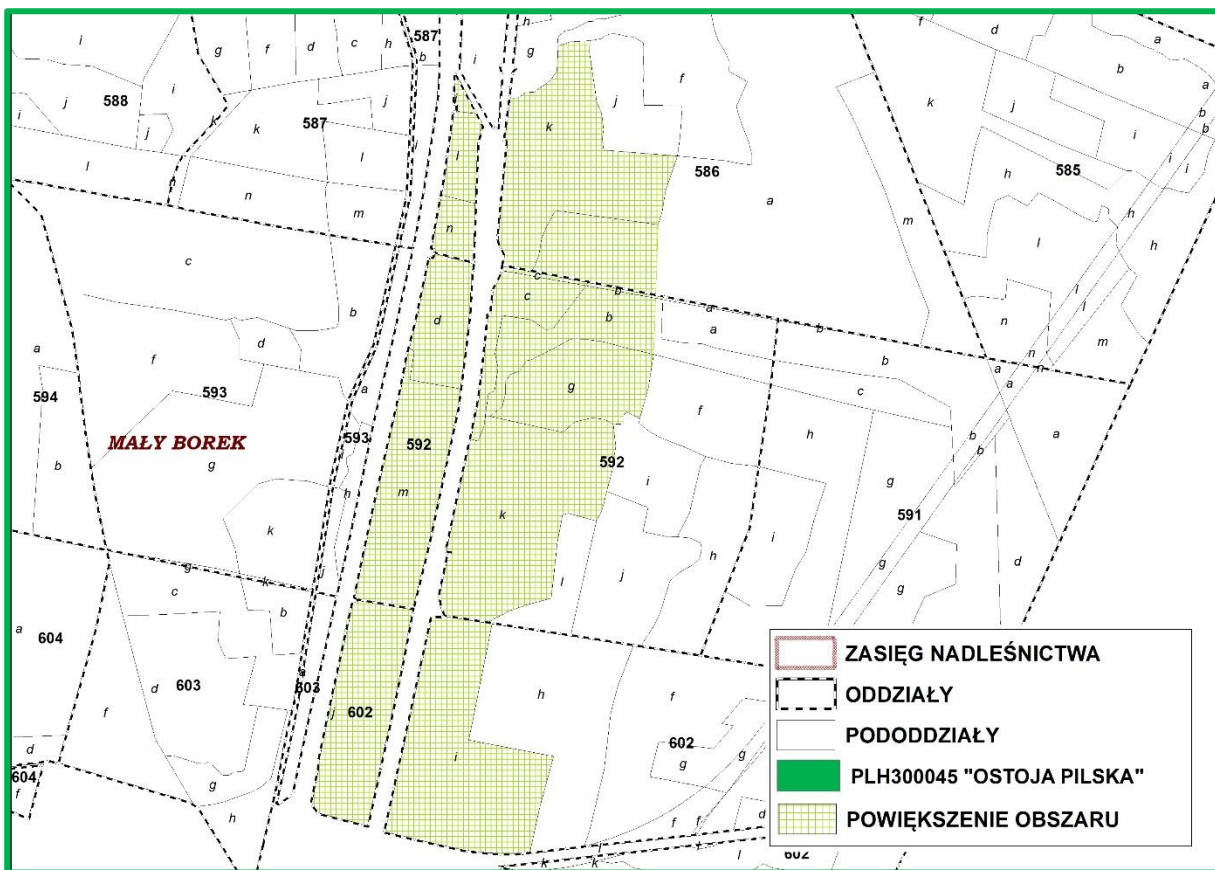 i g f d c h b 587 i h g f d a
j 588 i k k 587 j j k f k b a
i j l l j j 586 k j i b b
l n n m i n a m h 585 i i
c b d c c b b a a b l h h
a f d a b b c n l l m
594 593 593 592 g f h a a n
MAŁY BOREK g m 592 i b b a
b k h k g 591
g k c b l j h i g g d
a 604 603 d a 603 j 602 h f
f i 602 g g
d 604 f g h f f d
l k k l 602
ZASIĘG NADLEŚNICTWA
ODDZIAŁY
PODODDZIAŁY
PLH300045 "OSTOJA PILSKA"
POWIĘKSZENIE OBSZARU